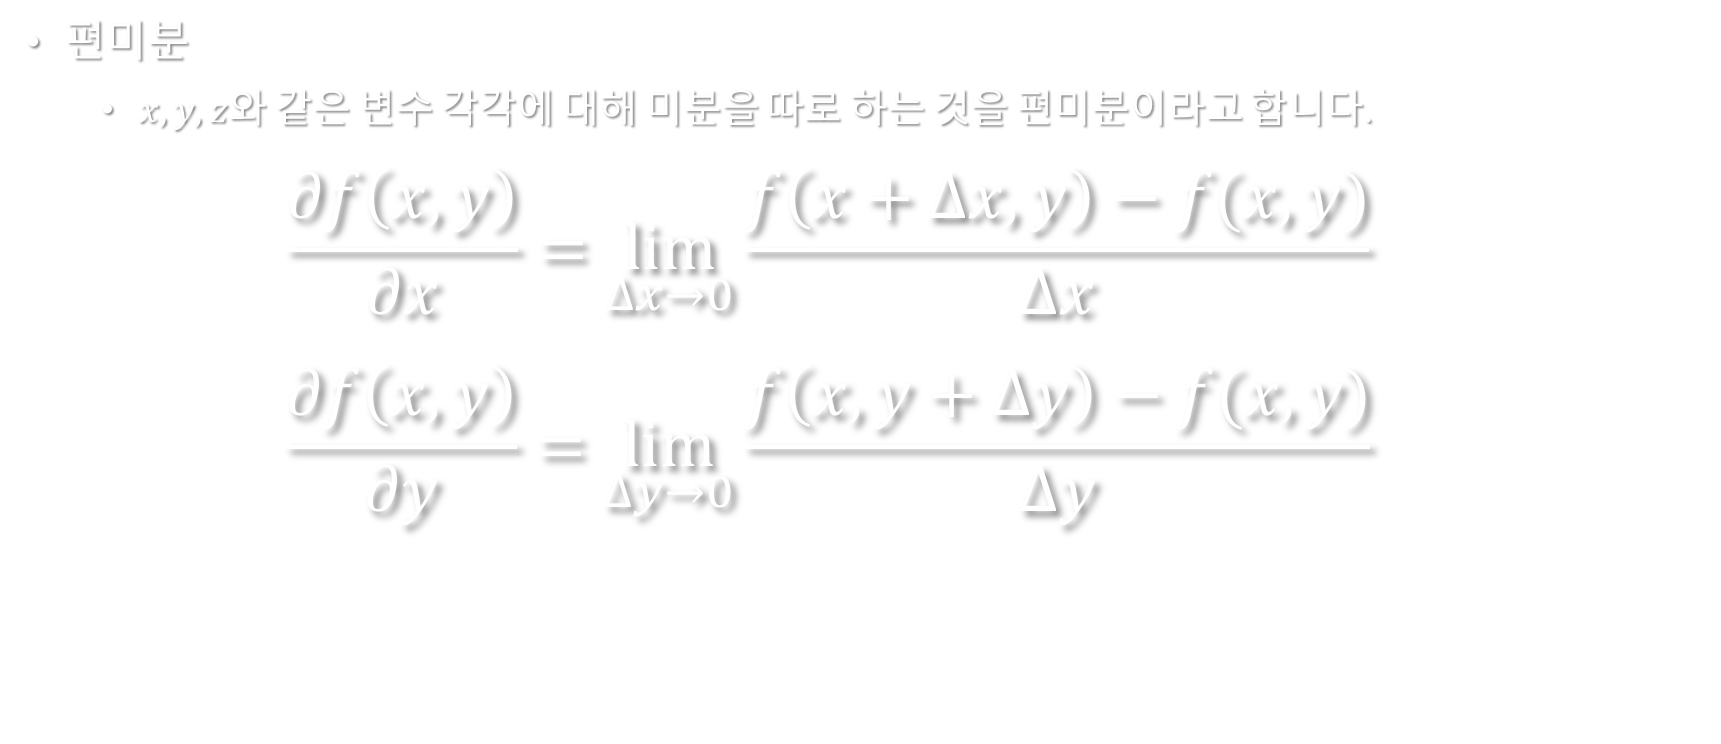 • 편미분
• x, y, z와 같은 변수 각각에 대해 미분을 따로 하는 것을 편미분이라고 합니다.
∂f(x, y)/∂x = lim Δx→0 (f(x + Δx, y) − f(x, y))/Δx
∂f(x, y)/∂y = lim Δy→0 (f(x, y + Δy) − f(x, y))/Δy